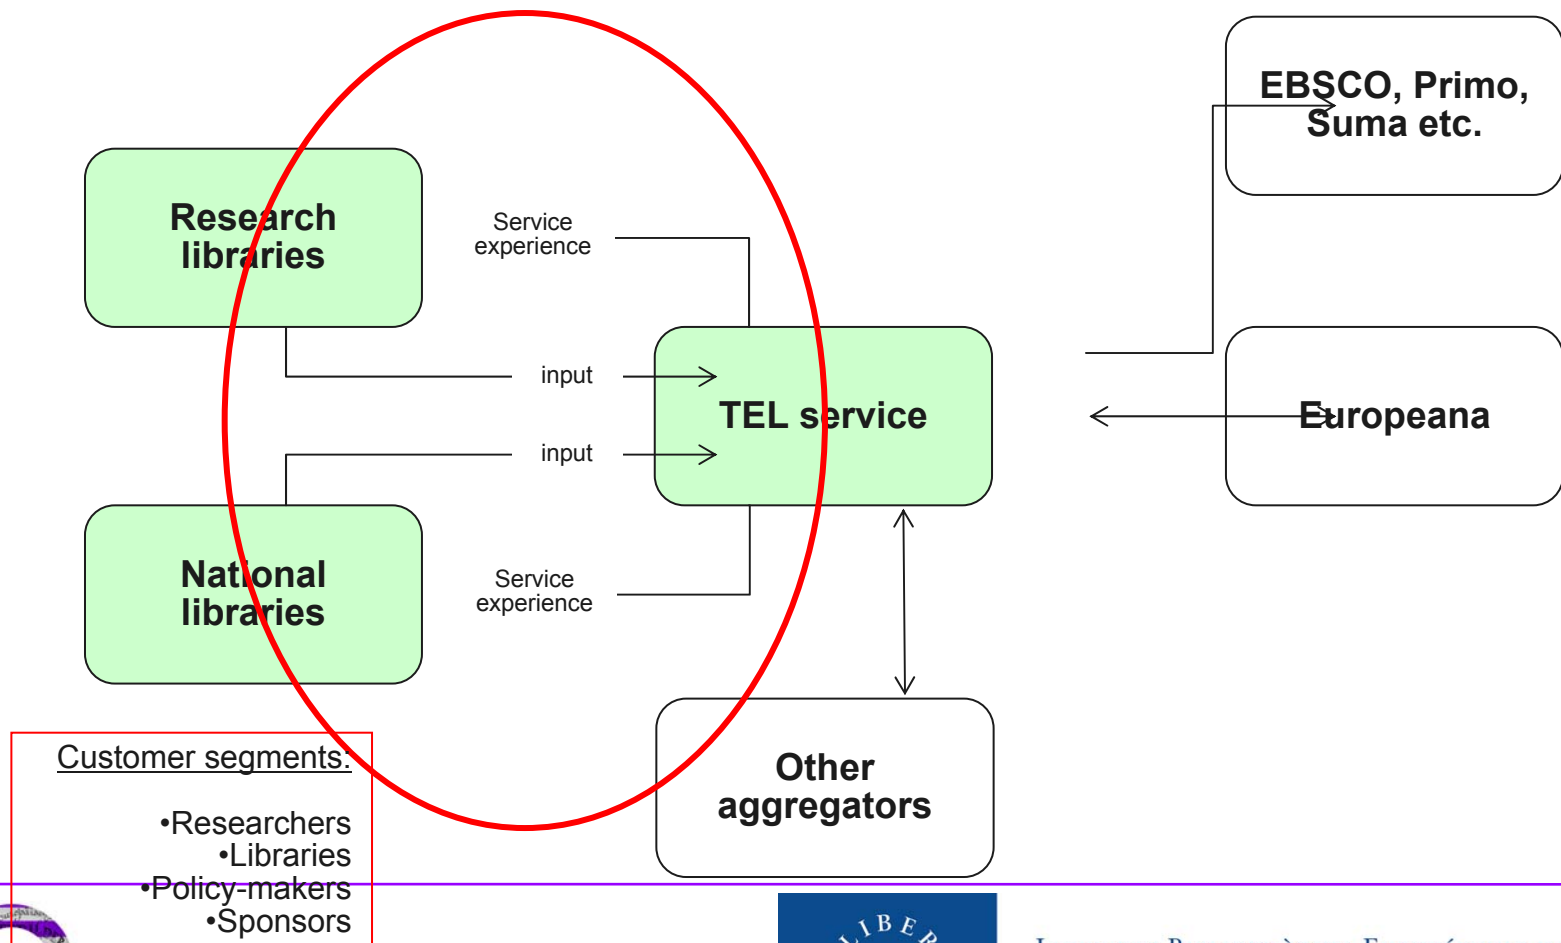 EBSCO, Primo,
Suma etc.
Research
libraries
Service
experience
input
TEL service
Europeana
input
National
libraries
Service
experience
Other
aggregators
Customer segments:
•Researchers
•Libraries
•Policy-makers
•Sponsors
LIBER